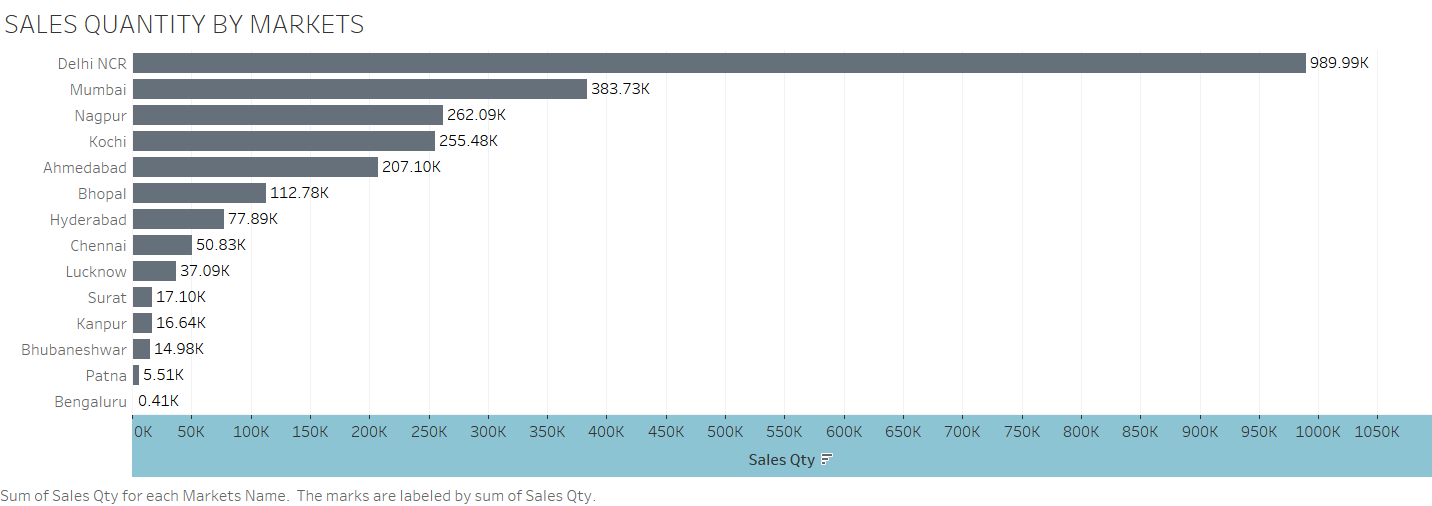 SALES QUANTITY BY MARKETS
Delhi NCR 989.99K
Mumbai 383.73K
Nagpur 262.09K
Kochi 255.48K
Ahmedabad 207.10K
Bhopal 112.78K
Hyderabad 77.89K
Chennai 50.83K
Lucknow 37.09K
Surat 17.10K
Kanpur 16.64K
Bhubaneshwar 14.98K
Patna 5.51K
Bengaluru 0.41K
0K 50K 100K 150K 200K 250K 300K 350K 400K 450K 500K 550K 600K 650K 700K 750K 800K 850K 900K 950K 1000K 1050K
Sales Qty
Sum of Sales Qty for each Markets Name. The marks are labeled by sum of Sales Qty.